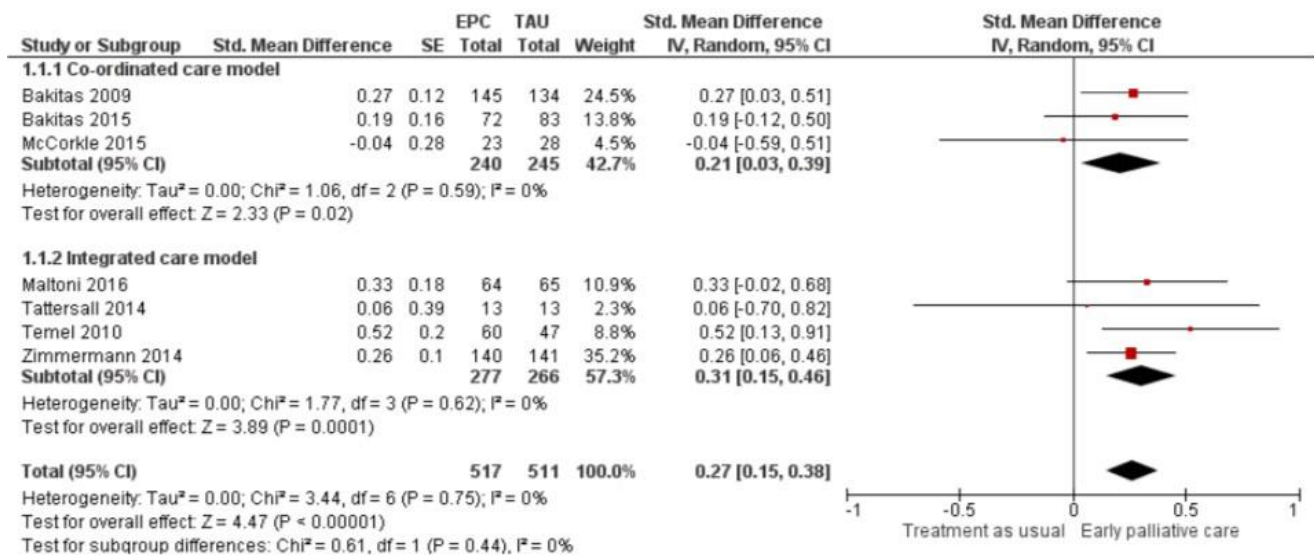 EPC TAU Std. Mean Difference Std. Mean Difference
Study or Subgroup Std. Mean Difference SE Total Total Weight IV, Random, 95% CI IV, Random, 95% CI
1.1.1 Co-ordinated care model
Bakitas 2009 0.27 0.12 145 134 24.5% 0.27 [0.03, 0.51]
Bakitas 2015 0.19 0.16 72 83 13.8% 0.19 [-0.12, 0.50]
McCorkle 2015 -0.04 0.28 23 28 4.5% -0.04 [-0.59, 0.51]
Subtotal (95% CI) 240 245 42.7% 0.21 [0.03, 0.39]
Heterogeneity: Tau² = 0.00; Chi² = 1.06, df = 2 (P = 0.59); I² = 0%
Test for overall effect: Z = 2.33 (P = 0.02)
1.1.2 Integrated care model
Maltoni 2016 0.33 0.18 64 65 10.9% 0.33 [-0.02, 0.68]
Tattersall 2014 0.06 0.39 13 13 2.3% 0.06 [-0.70, 0.82]
Temel 2010 0.52 0.2 60 47 8.8% 0.52 [0.13, 0.91]
Zimmermann 2014 0.26 0.1 140 141 35.2% 0.26 [0.06, 0.46]
Subtotal (95% CI) 277 266 57.3% 0.31 [0.15, 0.46]
Heterogeneity: Tau² = 0.00; Chi² = 1.77, df = 3 (P = 0.62); I² = 0%
Test for overall effect: Z = 3.89 (P = 0.0001)
Total (95% CI) 517 511 100.0% 0.27 [0.15, 0.38]
Heterogeneity: Tau² = 0.00; Chi² = 3.44, df = 6 (P = 0.75); I² = 0%
Test for overall effect: Z = 4.47 (P < 0.00001)
Test for subgroup differences: Chi² = 0.61, df = 1 (P = 0.44), I² = 0%
-1 -0.5 0 0.5 1
Treatment as usual Early palliative care